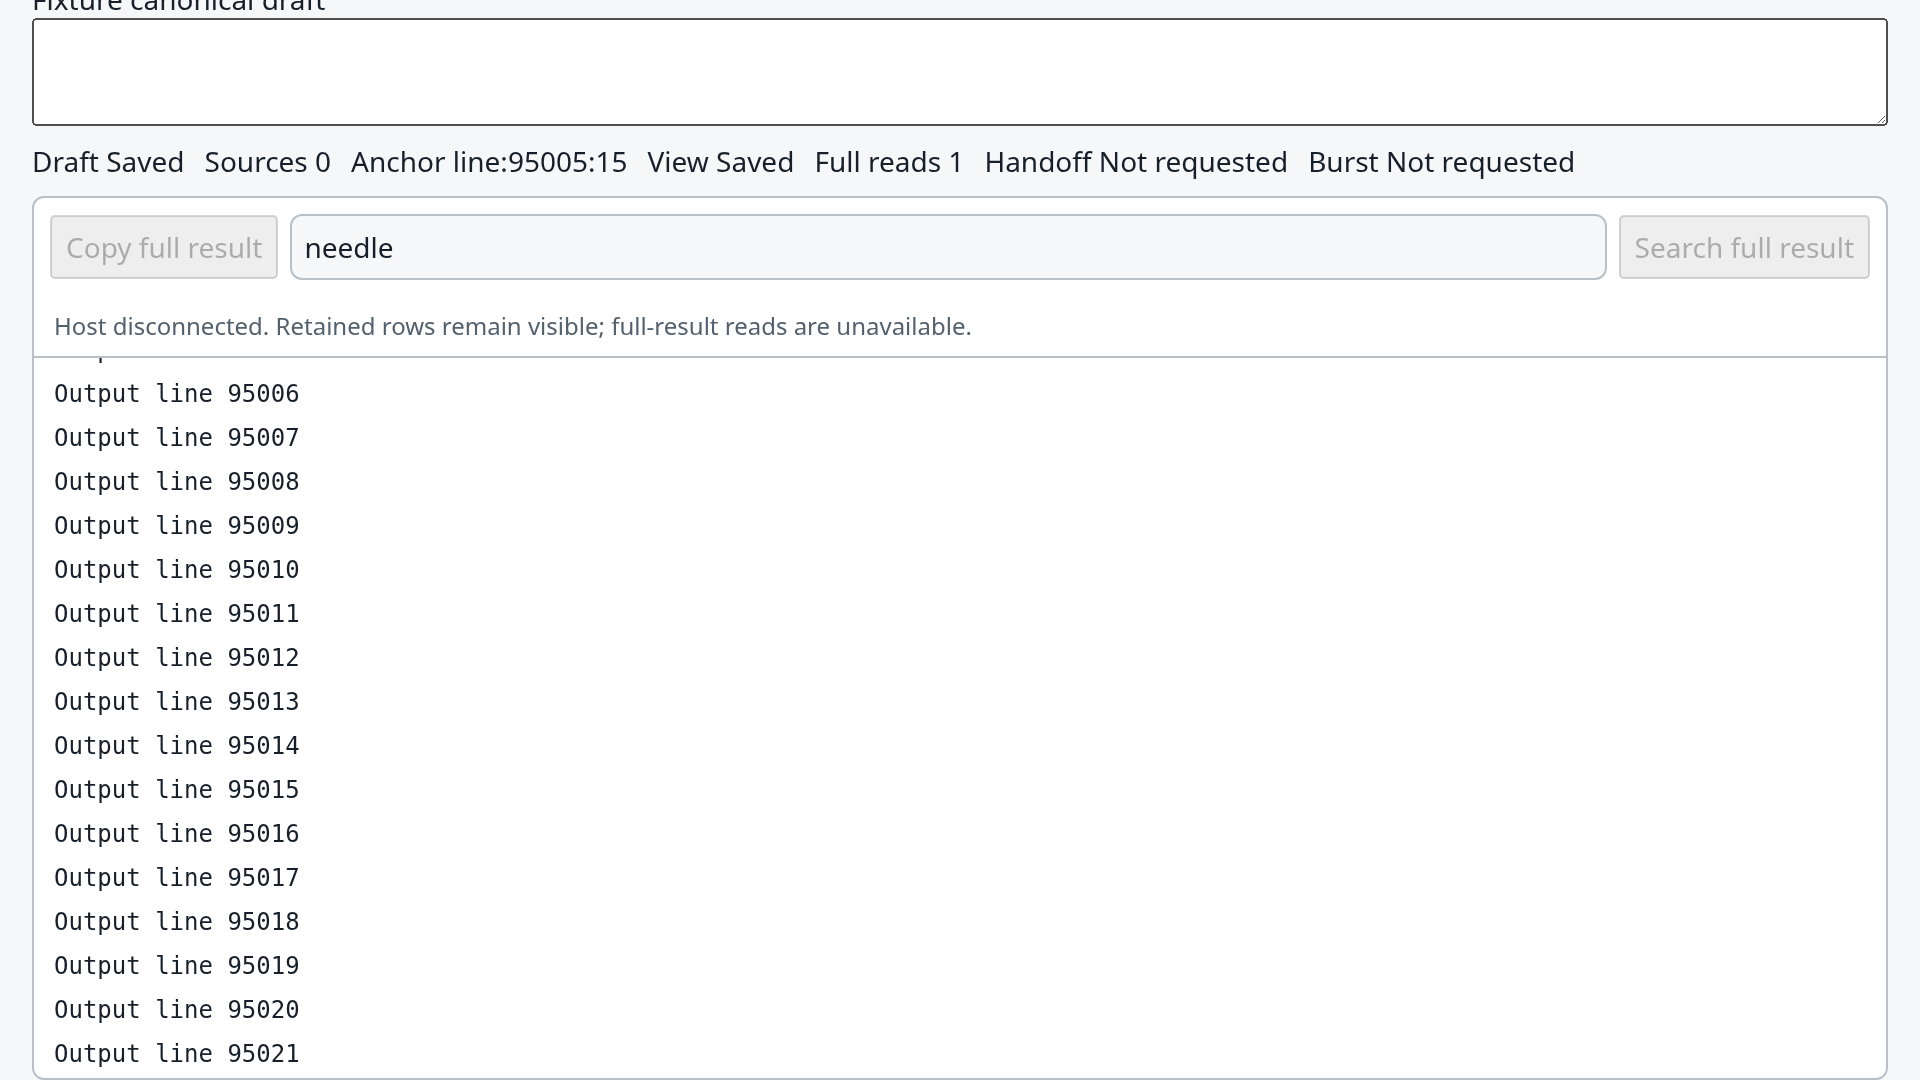 Fixture canonical draft
Draft Saved Sources 0 Anchor line:95005:15 View Saved Full reads 1 Handoff Not requested Burst Not requested
Copy full result needle Search full result
Host disconnected. Retained rows remain visible; full-result reads are unavailable.
Output line 95006
Output line 95007
Output line 95008
Output line 95009
Output line 95010
Output line 95011
Output line 95012
Output line 95013
Output line 95014
Output line 95015
Output line 95016
Output line 95017
Output line 95018
Output line 95019
Output line 95020
Output line 95021